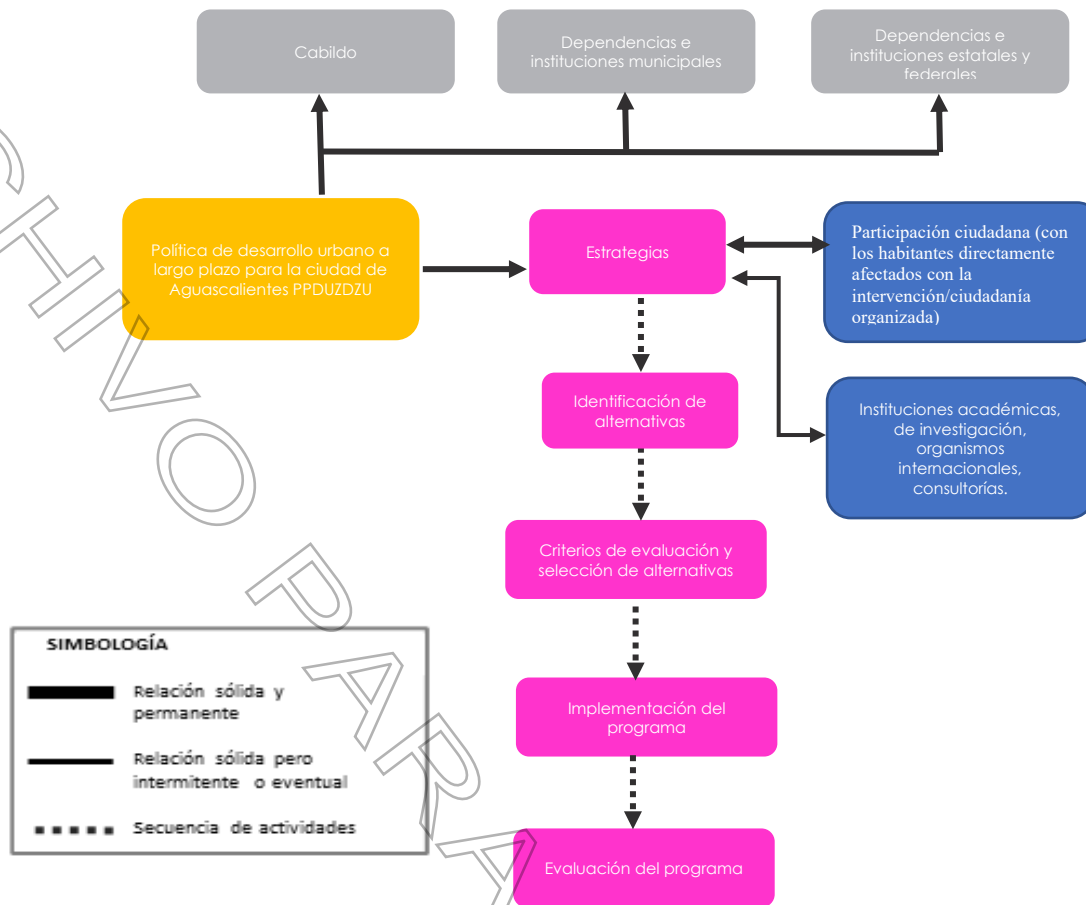 Cabildo
Dependencias e
instituciones municipales
Dependencias e
instituciones estatales y
federales
Política de desarrollo urbano a
largo plazo para la ciudad de
Aguascalientes PPDUZDZU
Estrategias
Participación ciudadana (con
los habitantes directamente
afectados con la
intervención/ciudadanía
organizada)
Identificación de
alternativas
Instituciones académicas,
de investigación,
organismos
internacionales,
consultorías.
Criterios de evaluación y
selección de alternativas
Implementación del
programa
Evaluación del programa
SIMBOLOGÍA
Relación sólida y
permanente
Relación sólida pero
intermitente o eventual
Secuencia de actividades
CHIVO PARA